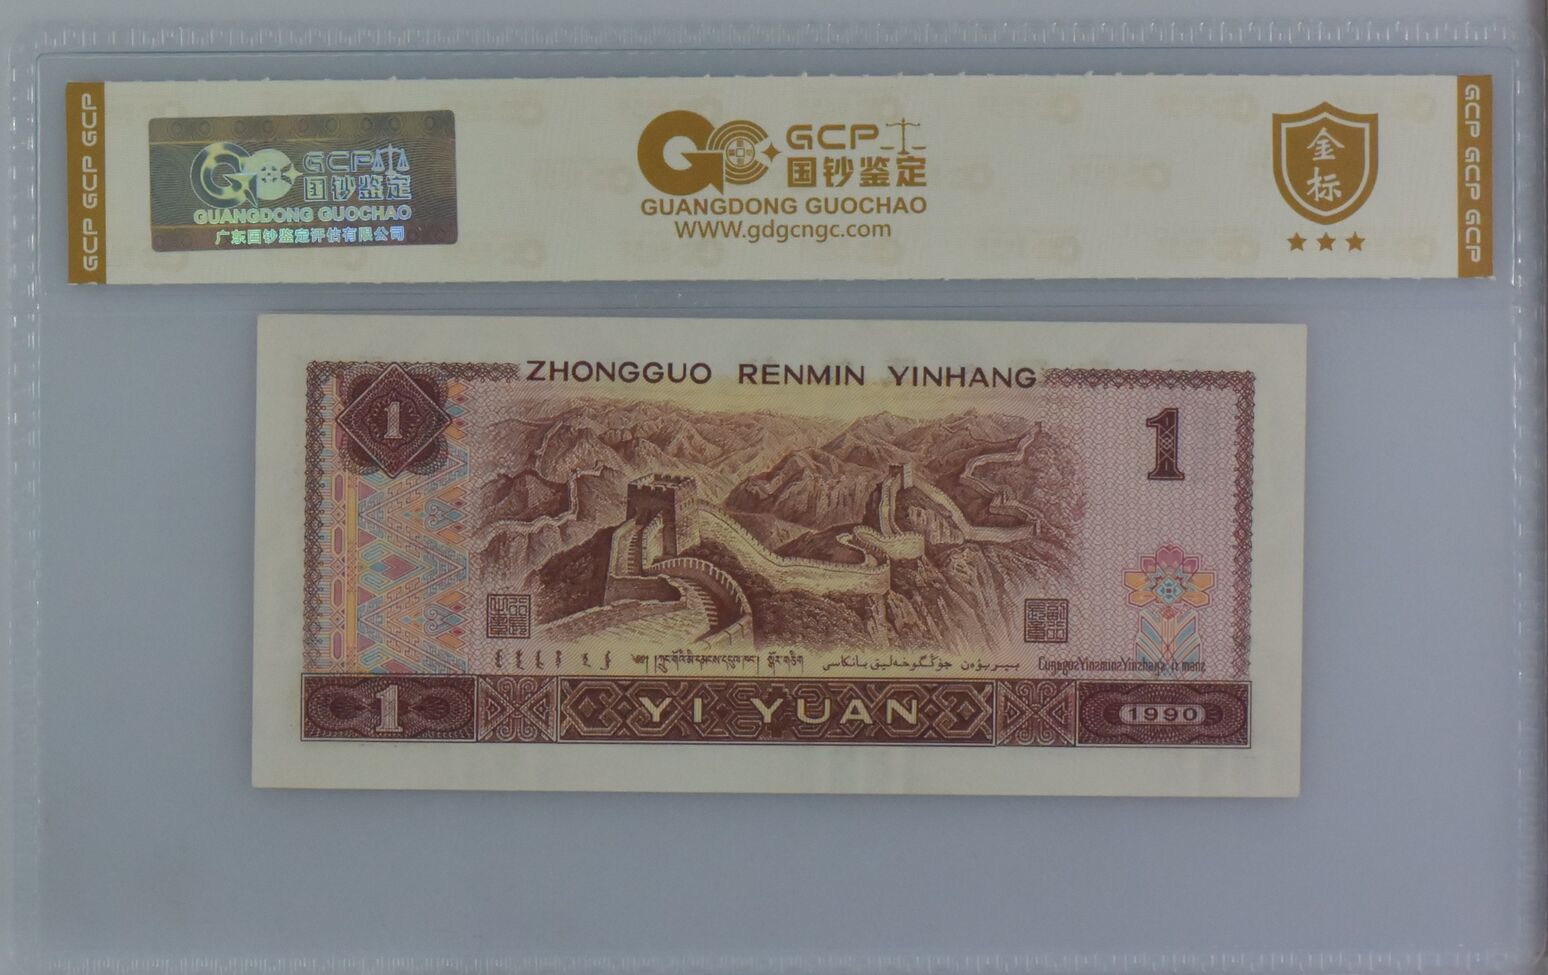 GCP GCP GCP
GCP
国钞鉴定
GUANGDONG GUOCHAO
广东国钞鉴定评估有限公司
GCP
国钞鉴定
GUANGDONG GUOCHAO
WWW.gdgcngc.com
金标
GCP GCP GCP
ZHONGGUO RENMIN YINHANG
1
1
1
YI YUAN
1990